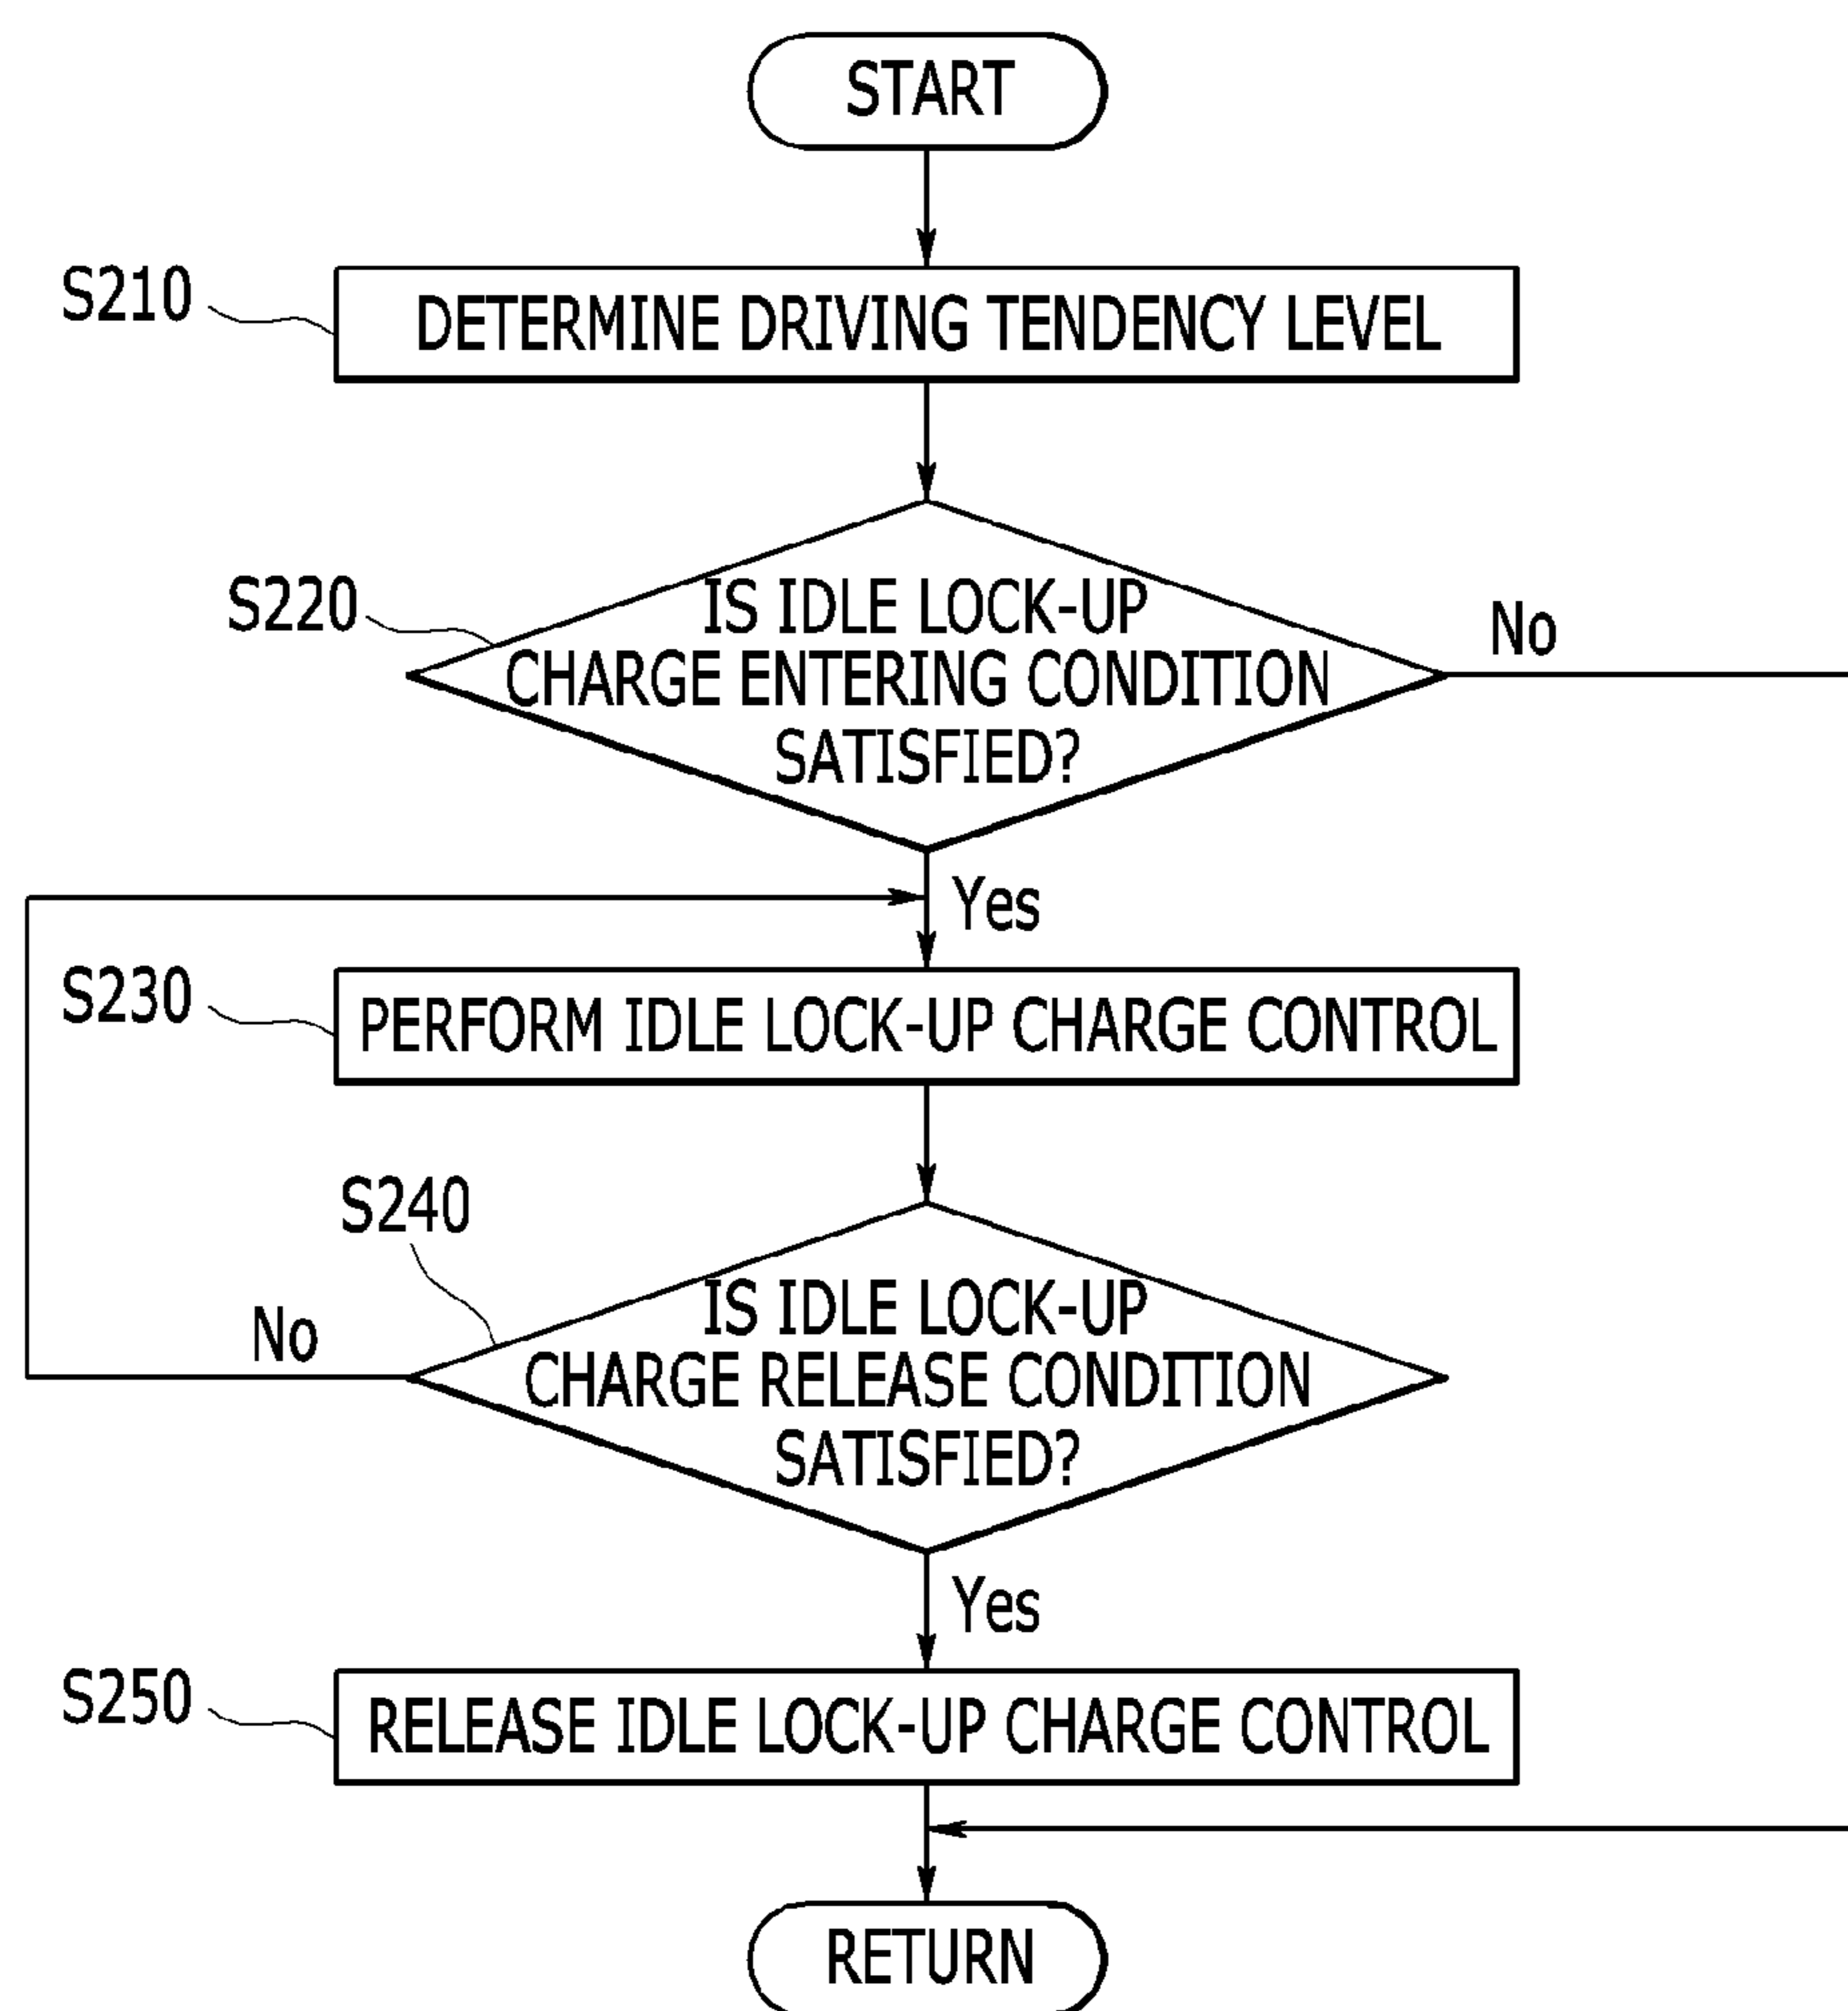 START
S210
DETERMINE DRIVING TENDENCY LEVEL
S220
IS IDLE LOCK-UP
CHARGE ENTERING CONDITION
SATISFIED?
No
Yes
S230
PERFORM IDLE LOCK-UP CHARGE CONTROL
S240
IS IDLE LOCK-UP
CHARGE RELEASE CONDITION
SATISFIED?
No
Yes
S250
RELEASE IDLE LOCK-UP CHARGE CONTROL
RETURN